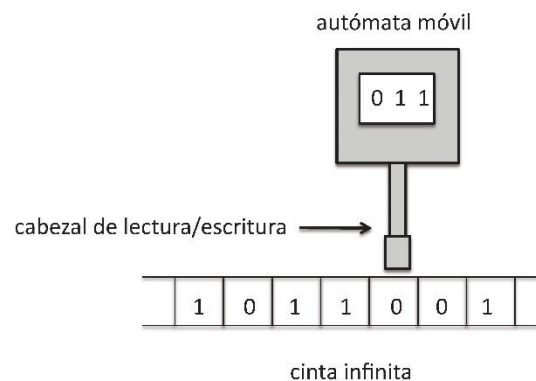 autómata móvil
0 1 1
cabezal de lectura/escritura
1 0 1 1 0 0 1
cinta infinita